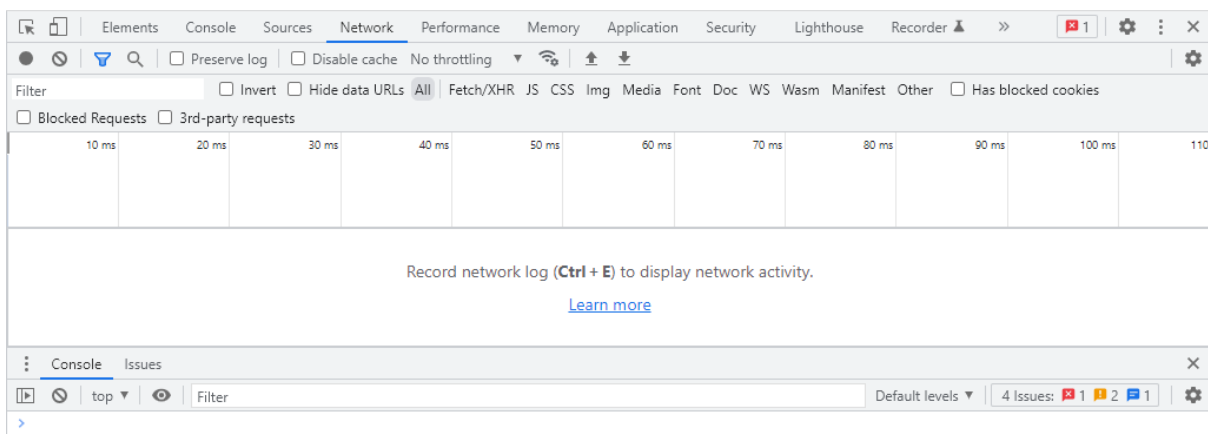 Elements Console Sources Network Performance Memory Application Security Lighthouse Recorder » 1
Preserve log Disable cache No throttling
Filter Invert Hide data URLs All Fetch/XHR JS CSS Img Media Font Doc WS Wasm Manifest Other Has blocked cookies
Blocked Requests 3rd-party requests
10 ms 20 ms 30 ms 40 ms 50 ms 60 ms 70 ms 80 ms 90 ms 100 ms 110
Record network log (Ctrl + E) to display network activity.
Learn more
Console Issues
top Filter Default levels 4 Issues: 1 2 1
>